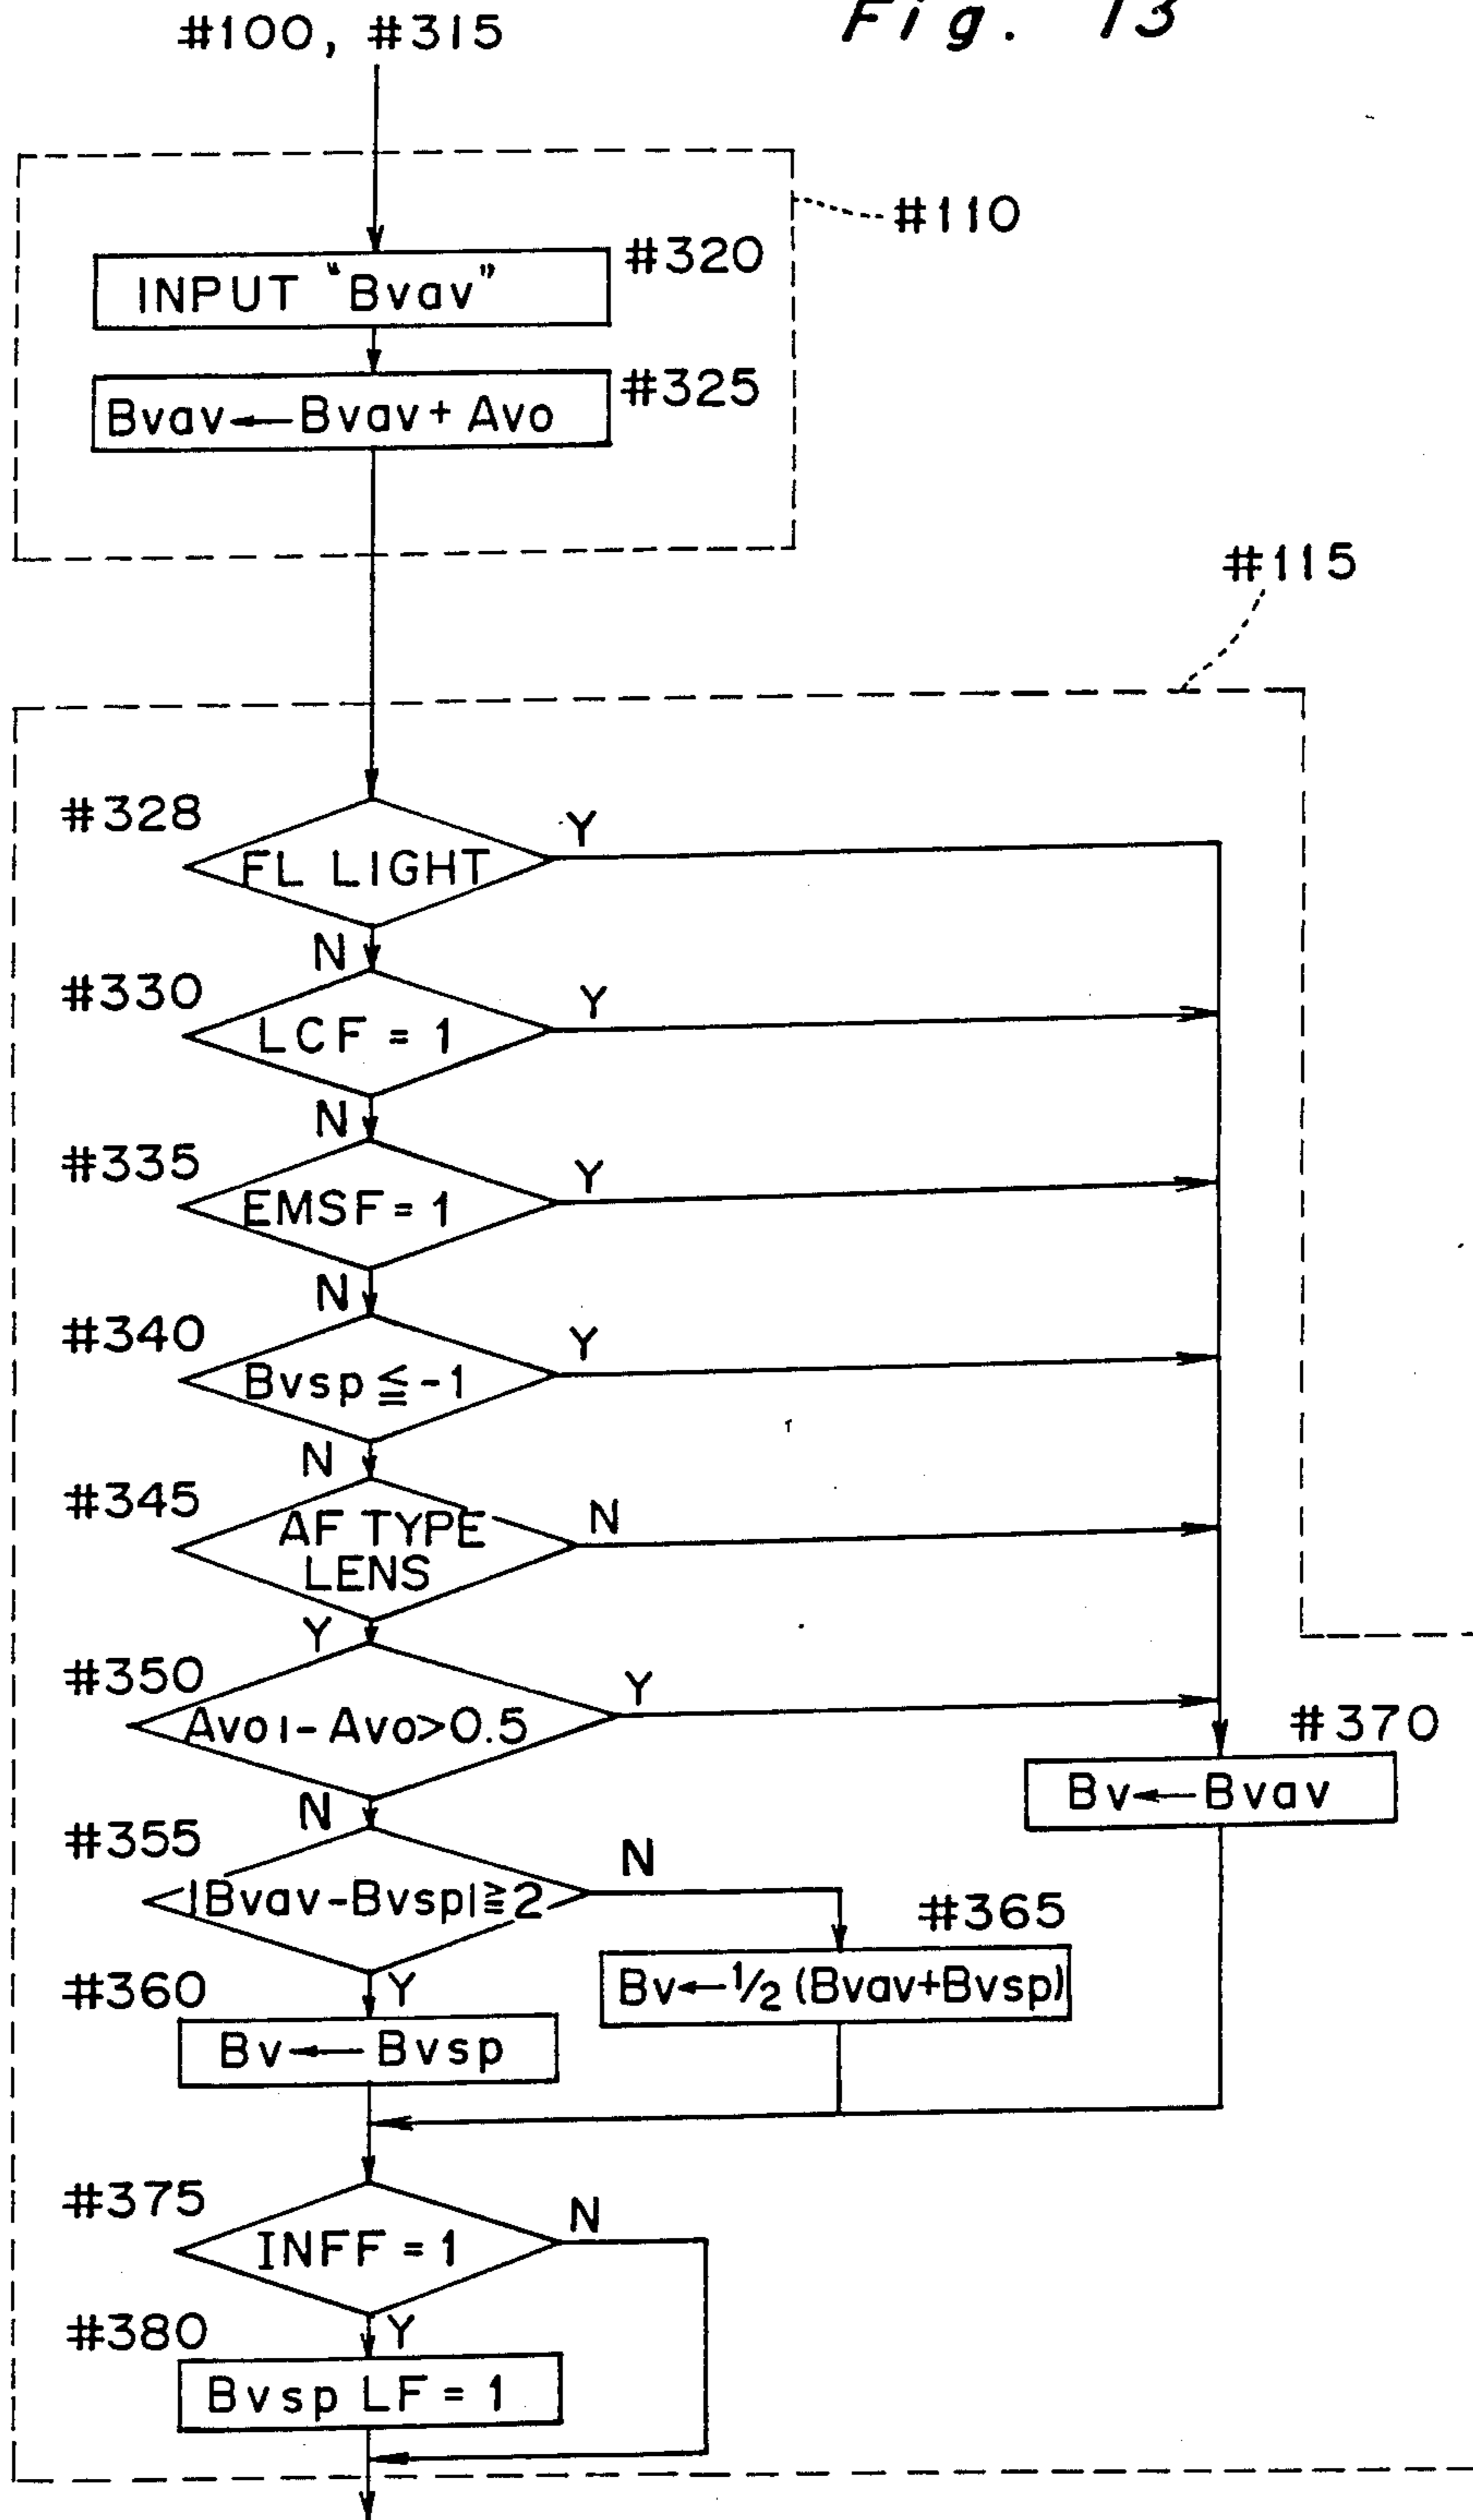 Fig. 13
#100, #315
#110
#320
INPUT "Bvav"
#325
Bvav←Bvav+Avo
#115
#328
FL LIGHT
Y
N
#330
LCF=1
Y
N
#335
EMSF=1
Y
N
#340
Bvsp≦-1
Y
N
#345
AF TYPE
LENS
N
Y
#350
Avo1-Avo>0.5
Y
N
#370
Bv←Bvav
#355
|Bvav-Bvsp|≧2
N
Y
#365
Bv←1/2(Bvav+Bvsp)
#360
Bv←Bvsp
#375
INFF=1
N
Y
#380
Bvsp LF=1